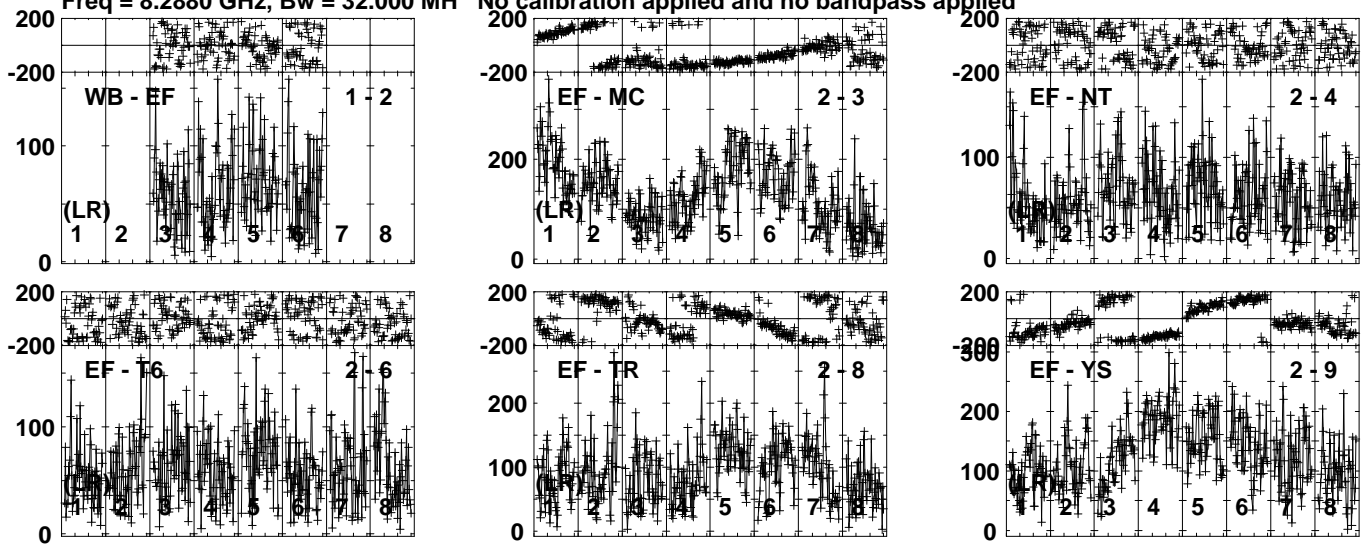 Freq = 8.2880 GHz, Bw = 32.000 MH No calibration applied and no bandpass applied
200
-200
WB - EF 1 - 2
100
(LR)
1 2 3 4 5 6 7 8
0
EF - MC 2 - 3
200
(LR)
1 2 3 4 5 6 7 8
0
EF - NT 2 - 4
100
(LR)
1 2 3 4 5 6 7 8
0
200
-200
EF - T6 2 - 6
100
(LR)
1 2 3 4 5 6 7 8
0
EF - TR 2 - 8
200
100
(LR)
1 2 3 4 5 6 7 8
0
200
-200
300
EF - YS 2 - 9
200
100
(LR)
1 2 3 4 5 6 7 8
0